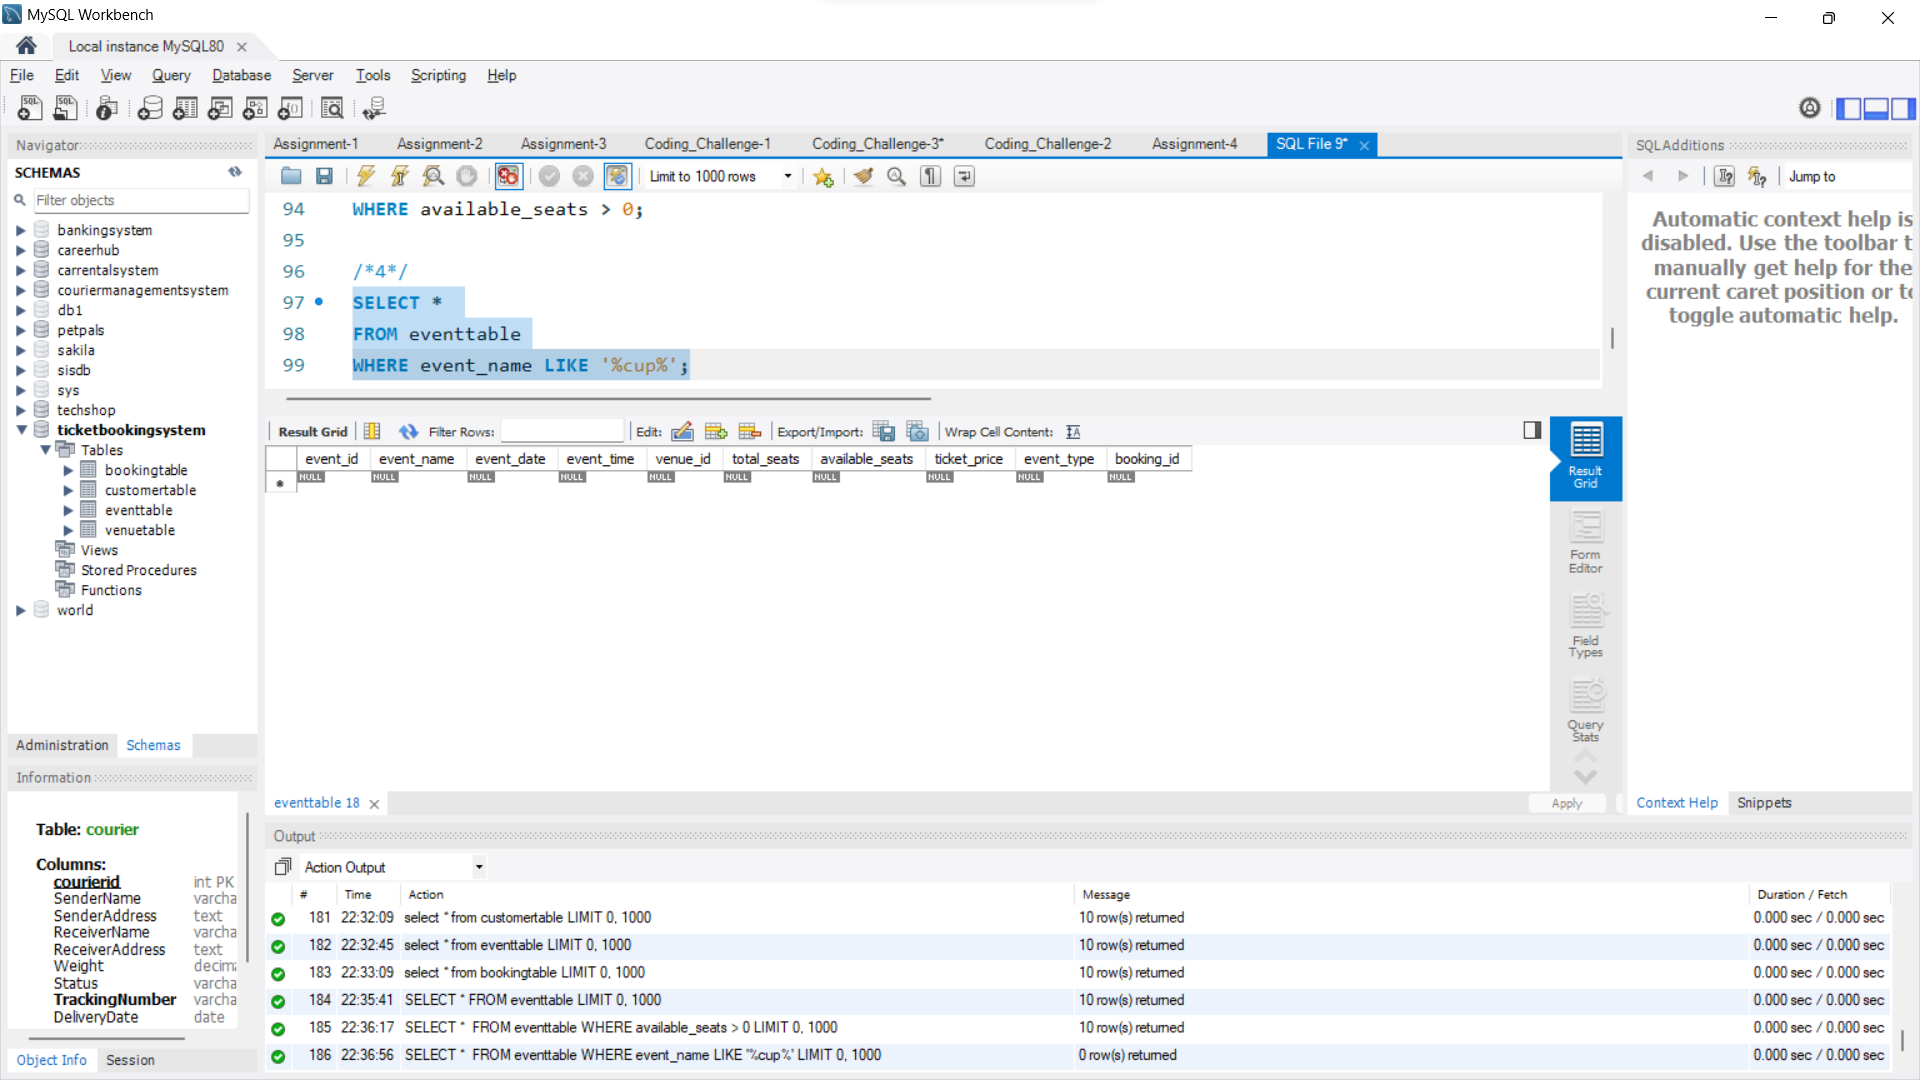 MySQL Workbench
Local instance MySQL80
File Edit View Query Database Server Tools Scripting Help
Navigator
SCHEMAS
Filter objects
bankingsystem
careerhub
carrentalsystem
couriermanagementsystem
db1
petpals
sakila
sisdb
sys
techshop
ticketbookingsystem
Tables
bookingtable
customertable
eventtable
venuetable
Views
Stored Procedures
Functions
world
Administration Schemas
Information
Table: courier
Columns:
courierid int PK
SenderName varcha
SenderAddress text
ReceiverName varcha
ReceiverAddress text
Weight decim
Status varcha
TrackingNumber varcha
DeliveryDate date
Object Info Session
Assignment-1 Assignment-2 Assignment-3 Coding_Challenge-1 Coding_Challenge-3* Coding_Challenge-2 Assignment-4 SQL File 9*
Limit to 1000 rows
94 WHERE available_seats > 0;
95
96 /*4*/
97 SELECT *
98 FROM eventtable
99 WHERE event_name LIKE '%cup%';
Result Grid Filter Rows: Edit: Export/Import: Wrap Cell Content:
event_id event_name event_date event_time venue_id total_seats available_seats ticket_price event_type booking_id
NULL NULL NULL NULL NULL NULL NULL NULL NULL NULL
Result Grid
Form Editor
Field Types
Query Stats
eventtable 18
Apply
Output
Action Output
# Time Action Message Duration / Fetch
181 22:32:09 select * from customertable LIMIT 0, 1000 10 row(s) returned 0.000 sec / 0.000 sec
182 22:32:45 select * from eventtable LIMIT 0, 1000 10 row(s) returned 0.000 sec / 0.000 sec
183 22:33:09 select * from bookingtable LIMIT 0, 1000 10 row(s) returned 0.000 sec / 0.000 sec
184 22:35:41 SELECT * FROM eventtable LIMIT 0, 1000 10 row(s) returned 0.000 sec / 0.000 sec
185 22:36:17 SELECT * FROM eventtable WHERE available_seats > 0 LIMIT 0, 1000 10 row(s) returned 0.000 sec / 0.000 sec
186 22:36:56 SELECT * FROM eventtable WHERE event_name LIKE '%cup%' LIMIT 0, 1000 0 row(s) returned 0.000 sec / 0.000 sec
SQLAdditions
Jump to
Automatic context help is
disabled. Use the toolbar t
manually get help for the
current caret position or to
toggle automatic help.
Context Help Snippets